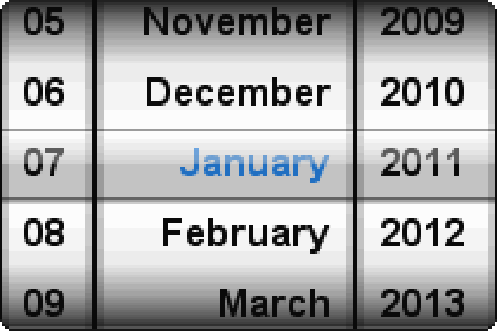 05 November 2009
06 December 2010
07 January 2011
08 February 2012
09 March 2013